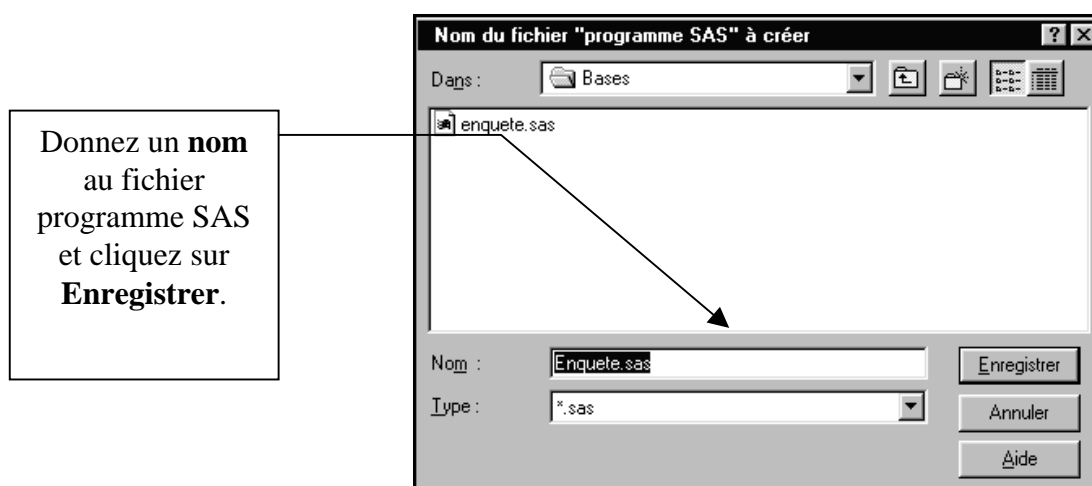 Nom du fichier "programme SAS" à créer
Dans :
Bases
enquete.sas
Donnez un nom
au fichier
programme SAS
et cliquez sur
Enregistrer.
Nom :
Enquete.sas
Enregistrer
Type :
*.sas
Annuler
Aide